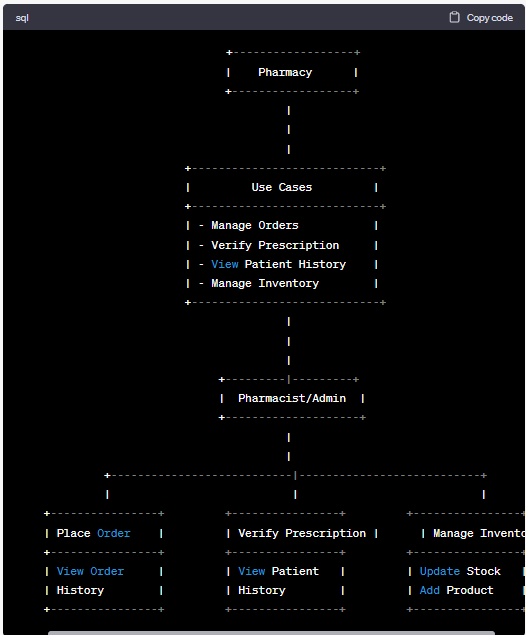 sql Copy code
Pharmacy
Use Cases
- Manage Orders
- Verify Prescription
- View Patient History
- Manage Inventory
Pharmacist/Admin
Place Order Verify Prescription Manage Invento
View Order View Patient Update Stock
History History Add Product